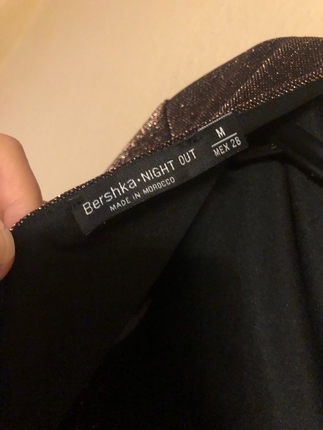 Bershka•NIGHT OUT
MADE IN MOROCCO
M
MEX 26